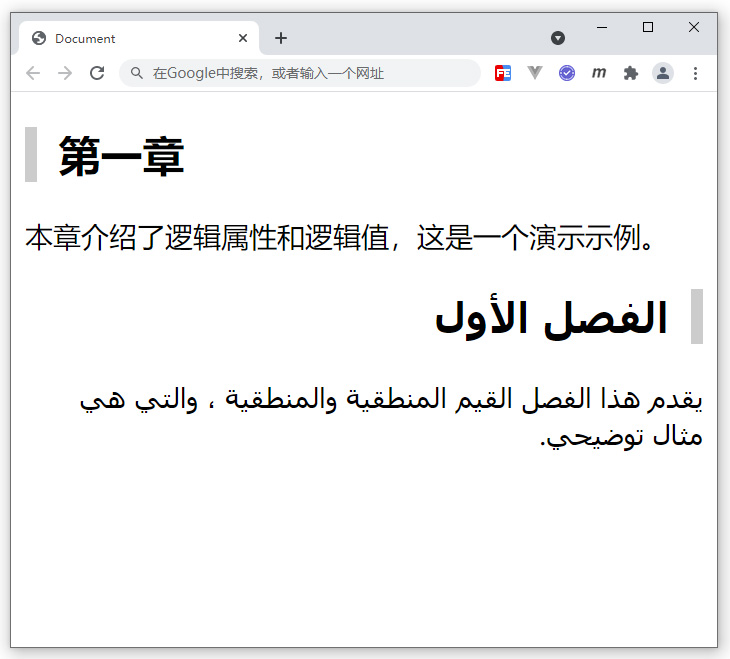 Document
在Google中搜索，或者输入一个网址
FE
m
第一章
本章介绍了逻辑属性和逻辑值，这是一个演示示例。
الفصل الأول
يقدم هذا الفصل القيم المنطقية والمنطقية ، والتي هي
مثال توضيحي.